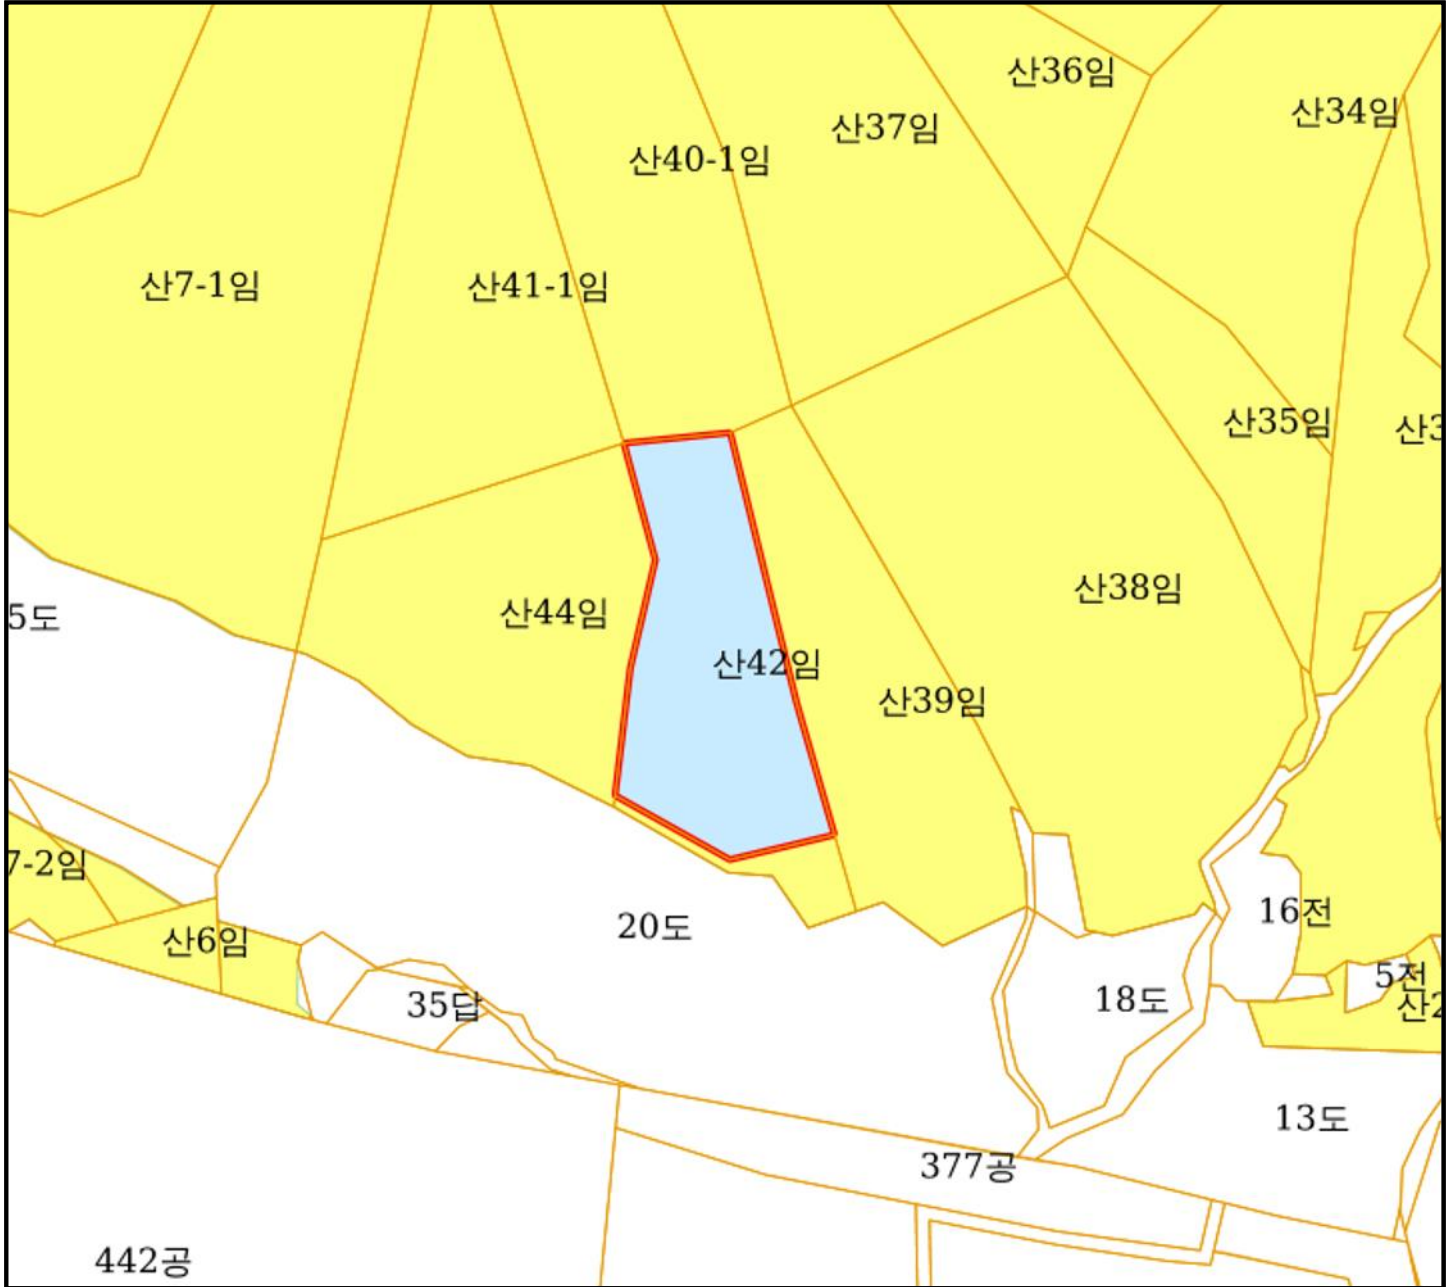 산36임
산34임
산37임
산40-1임
산7-1임
산41-1임
산35임
산3
산38임
산44임
5도
산42임
산39임
7-2임
16전
20도
산6임
5전
18도
35답
산2
13도
377공
442공